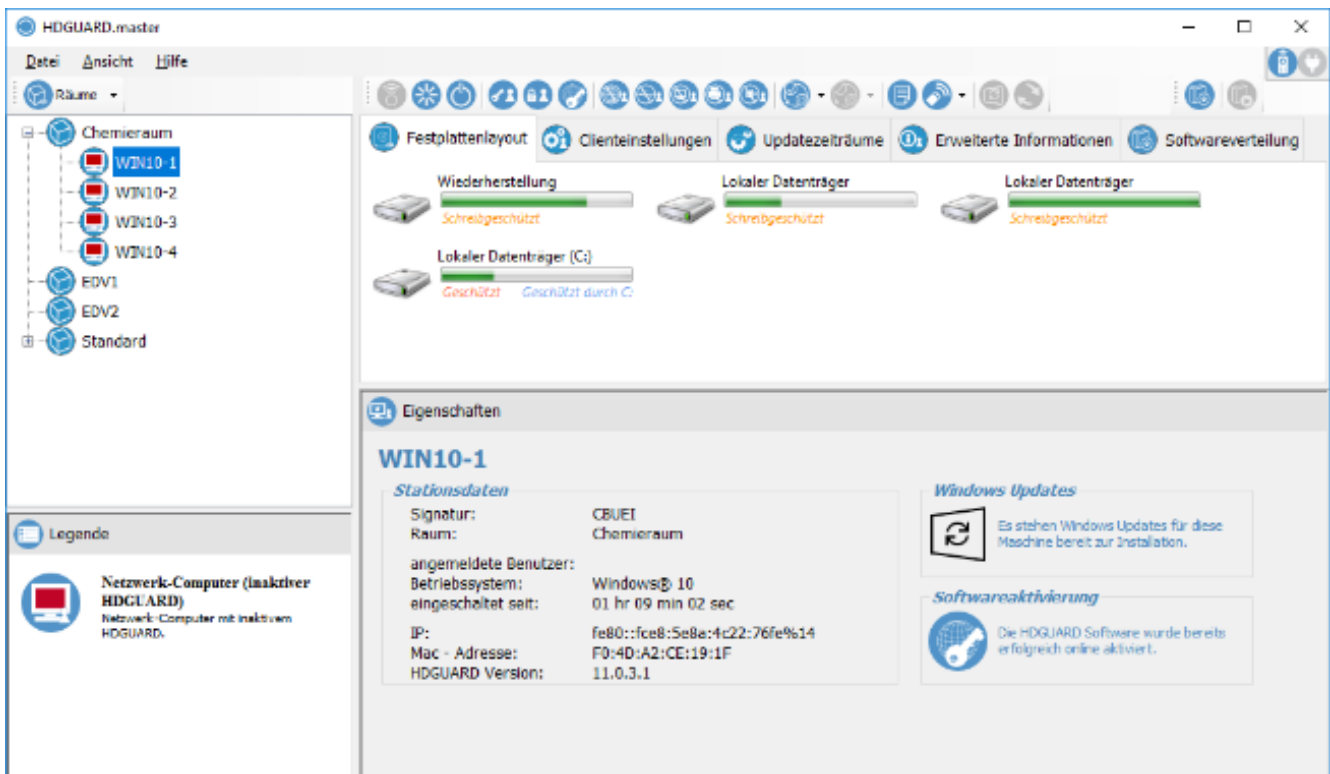 HDGUARD.master
Datei Ansicht Hilfe
Räume
Chemieraum
WIN10-1
WIN10-2
WIN10-3
WIN10-4
EDV1
EDV2
Standard
Festplattenlayout Clienteinstellungen Updatezeiträume Erweiterte Informationen Softwareverteilung
Wiederherstellung Lokaler Datenträger Lokaler Datenträger
Schreibgeschützt Schreibgeschützt Schreibgeschützt
Lokaler Datenträger (C:)
Geschützt Geschützt durch C:
Legende
Netzwerk-Computer (inaktiver
HDGUARD)
Netzwerk-Computer mit inaktivem
HDGUARD.
Eigenschaften
WIN10-1
Stationsdaten
Signatur: CBUEI
Raum: Chemieraum
angemeldete Benutzer:
Betriebssystem: Windows® 10
eingeschaltet seit: 01 hr 09 min 02 sec
IP: fe80::fce8:5e8a:4c22:76fe%14
Mac - Adresse: F0:4D:A2:CE:19:1F
HDGUARD Version: 11.0.3.1
Windows Updates
Es stehen Windows Updates für diese
Maschine bereit zur Installation.
Softwareaktivierung
Die HDGUARD Software wurde bereits
erfolgreich online aktiviert.